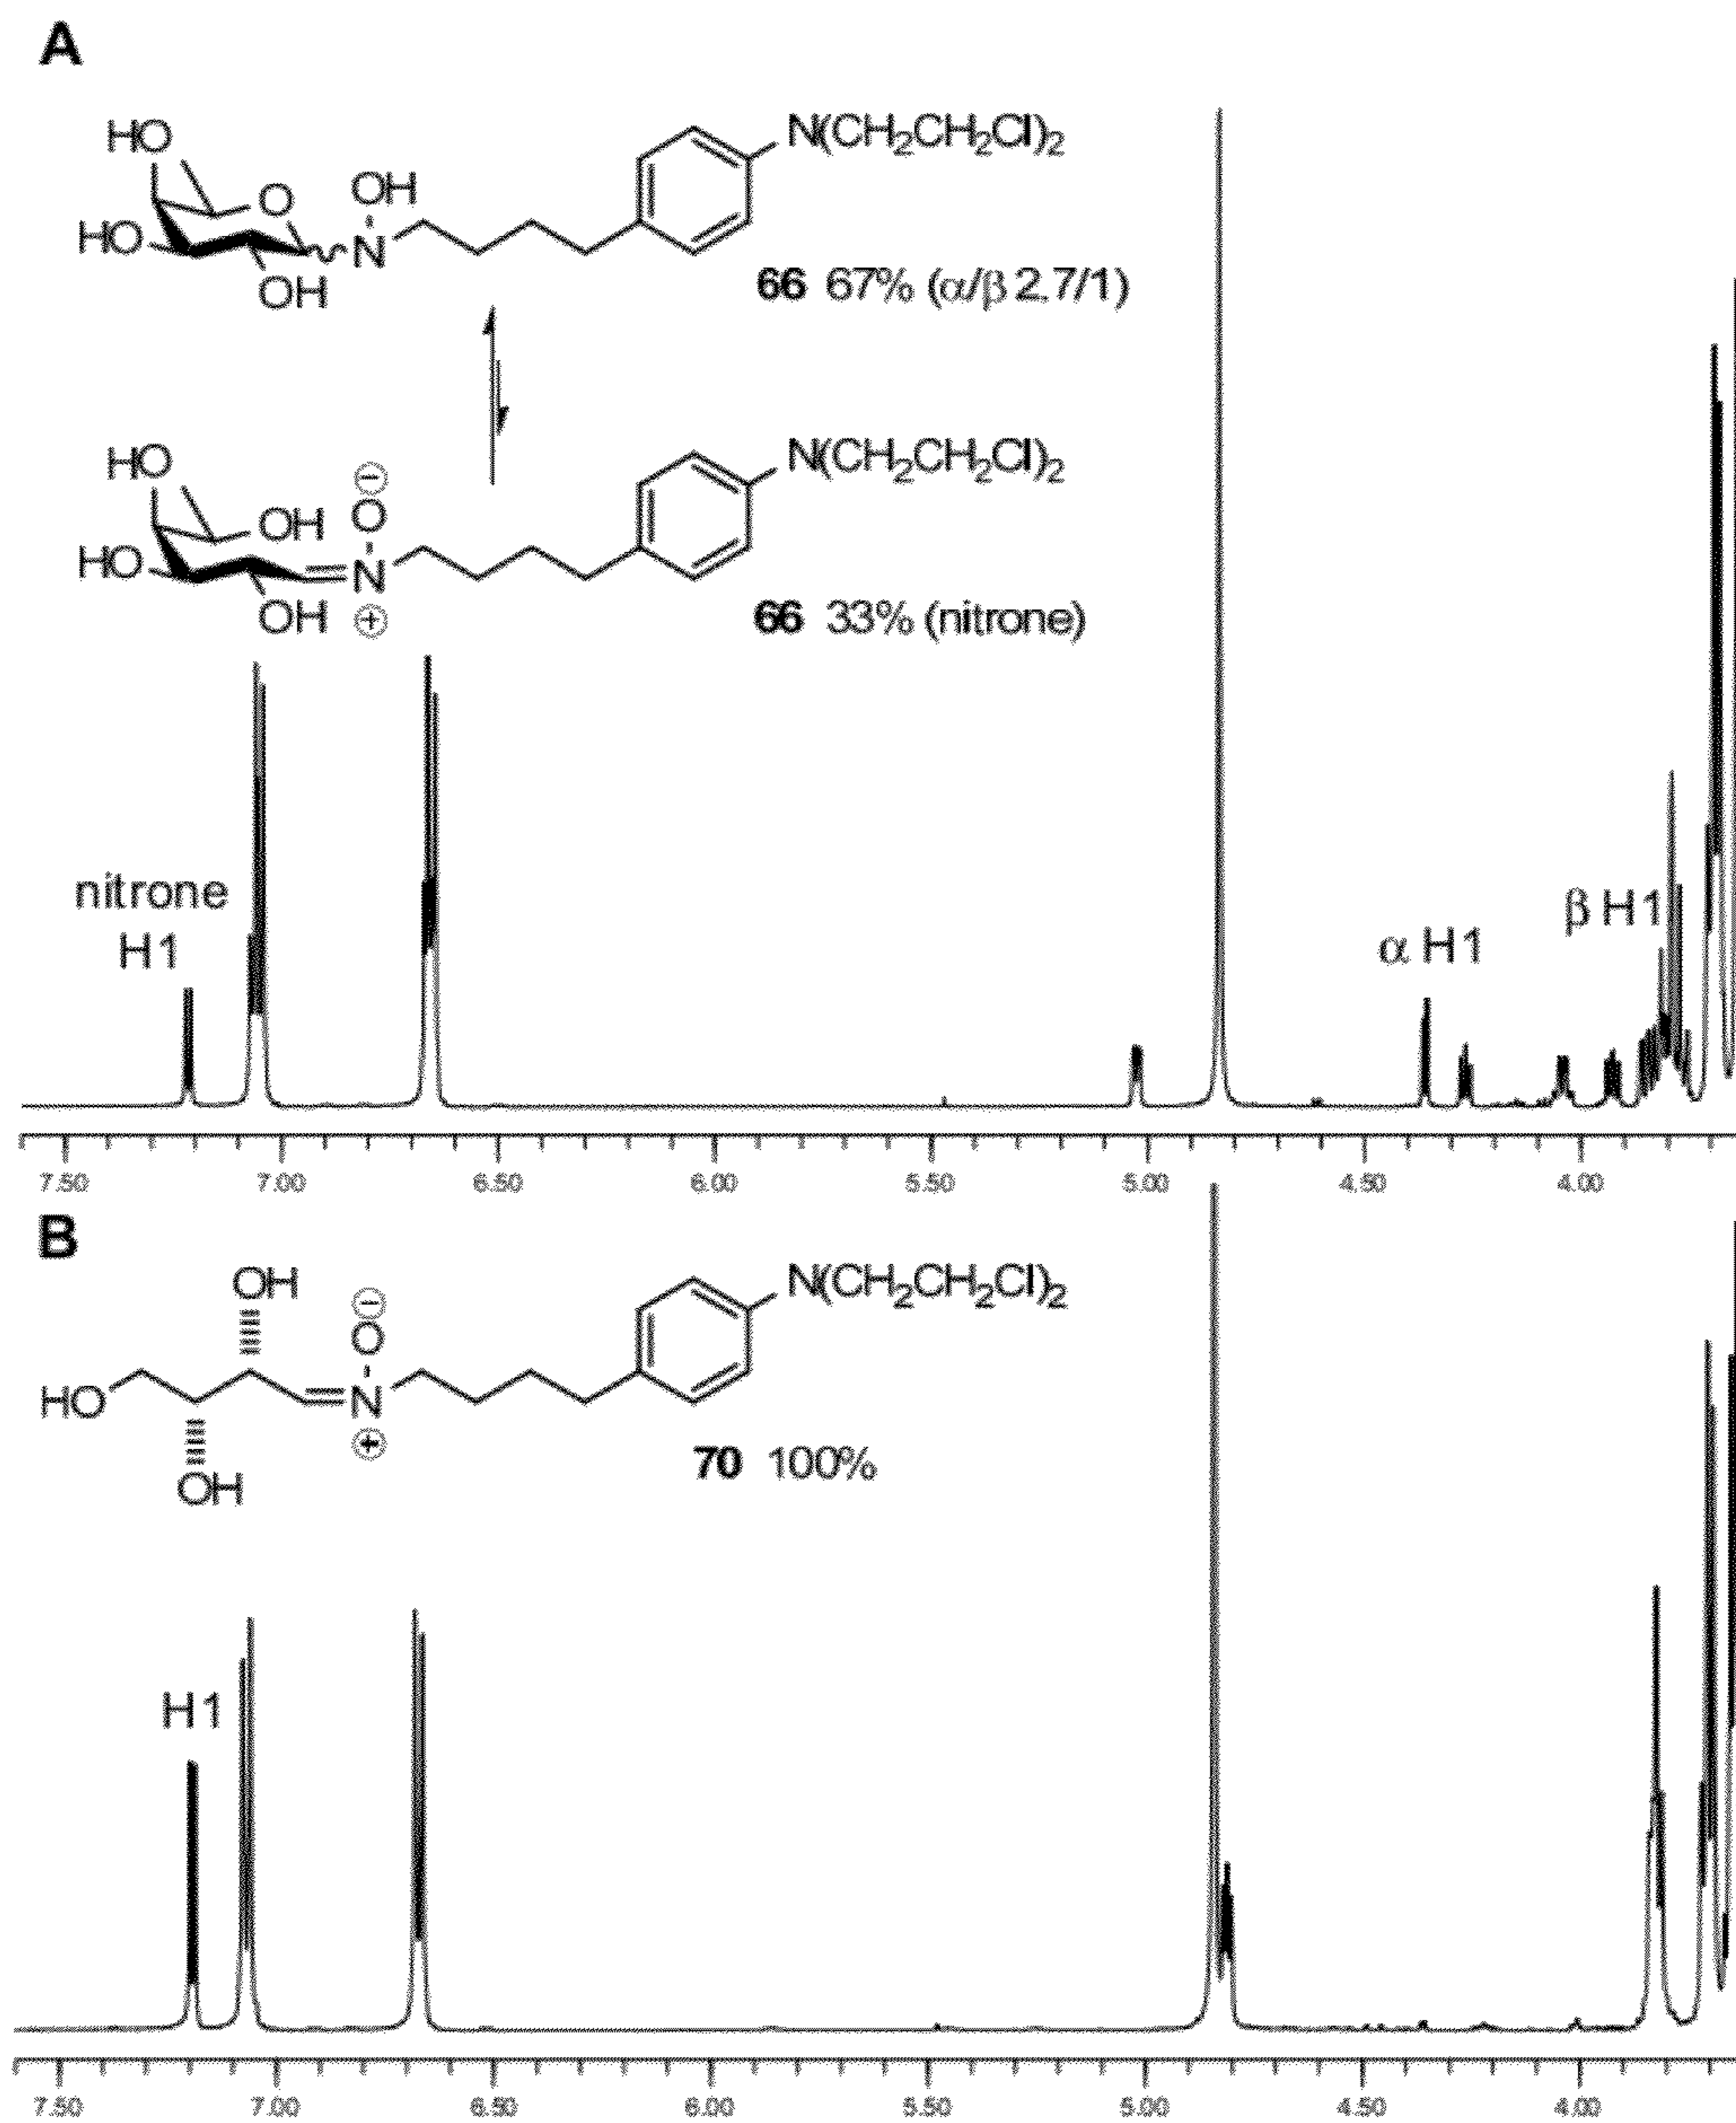 A
HO
N(CH2CH2Cl)2
OH
O
HO
N
OH
66 67% (α/β 2.7/1)
HO
N(CH2CH2Cl)2
⊖
O
OH
HO
N
OH
⊕
66 33% (nitrone)
nitrone
H1
α H1
β H1
7.50 7.00 6.50 6.00 5.50 5.00 4.50 4.00
B
OH
N(CH2CH2Cl)2
⊖
O
HO
N
⊕
70 100%
OH
H1
7.50 7.00 6.50 6.00 5.50 5.00 4.50 4.00